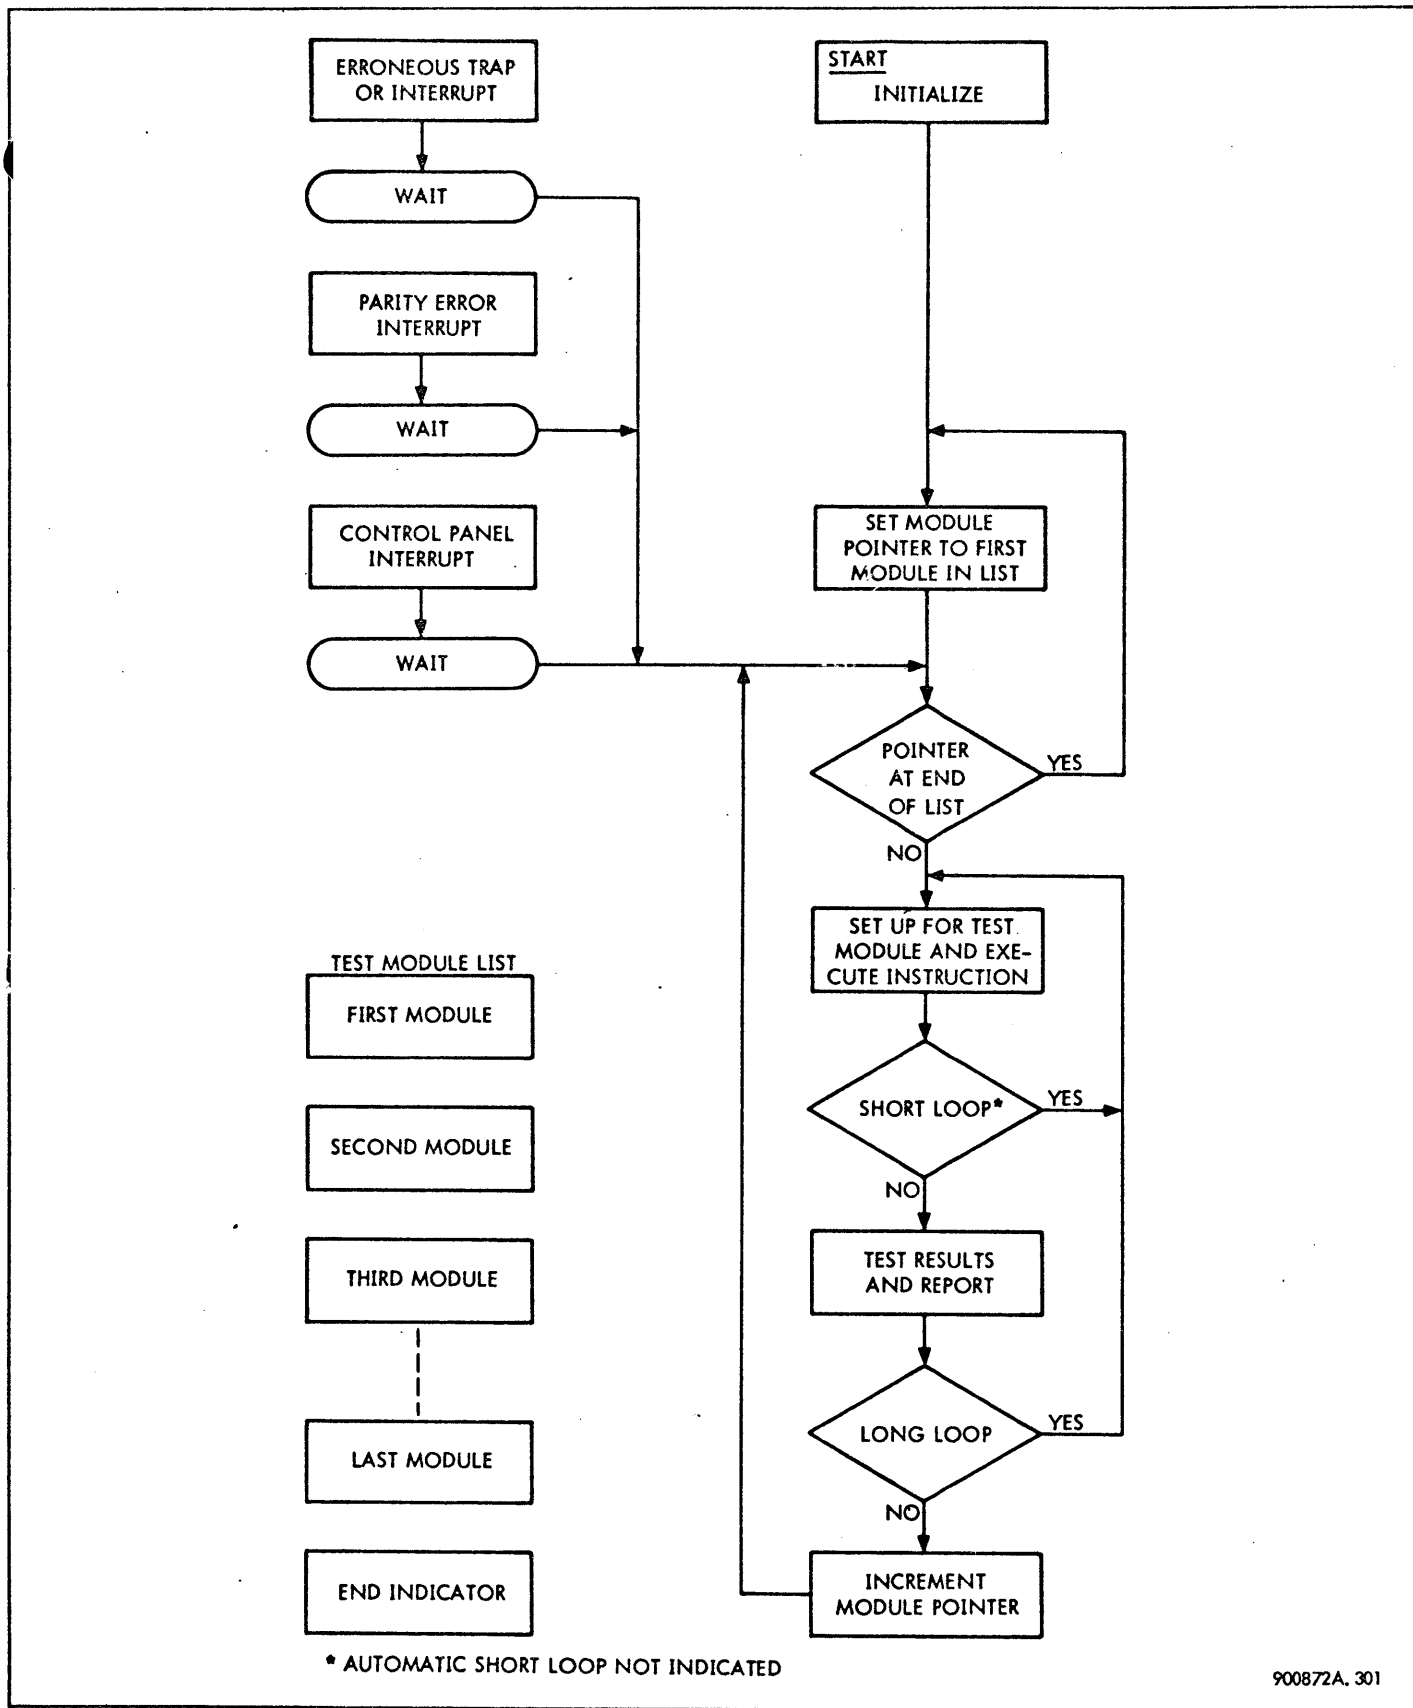 ERRONEOUS TRAP
OR INTERRUPT
WAIT
PARITY ERROR
INTERRUPT
WAIT
CONTROL PANEL
INTERRUPT
WAIT
START
INITIALIZE
SET MODULE
POINTER TO FIRST
MODULE IN LIST
POINTER
AT END
OF LIST
YES
NO
SET UP FOR TEST
MODULE AND EXE-
CUTE INSTRUCTION
SHORT LOOP*
YES
NO
TEST RESULTS
AND REPORT
LONG LOOP
YES
NO
INCREMENT
MODULE POINTER
TEST MODULE LIST
FIRST MODULE
SECOND MODULE
THIRD MODULE
LAST MODULE
END INDICATOR
* AUTOMATIC SHORT LOOP NOT INDICATED
900872A. 301